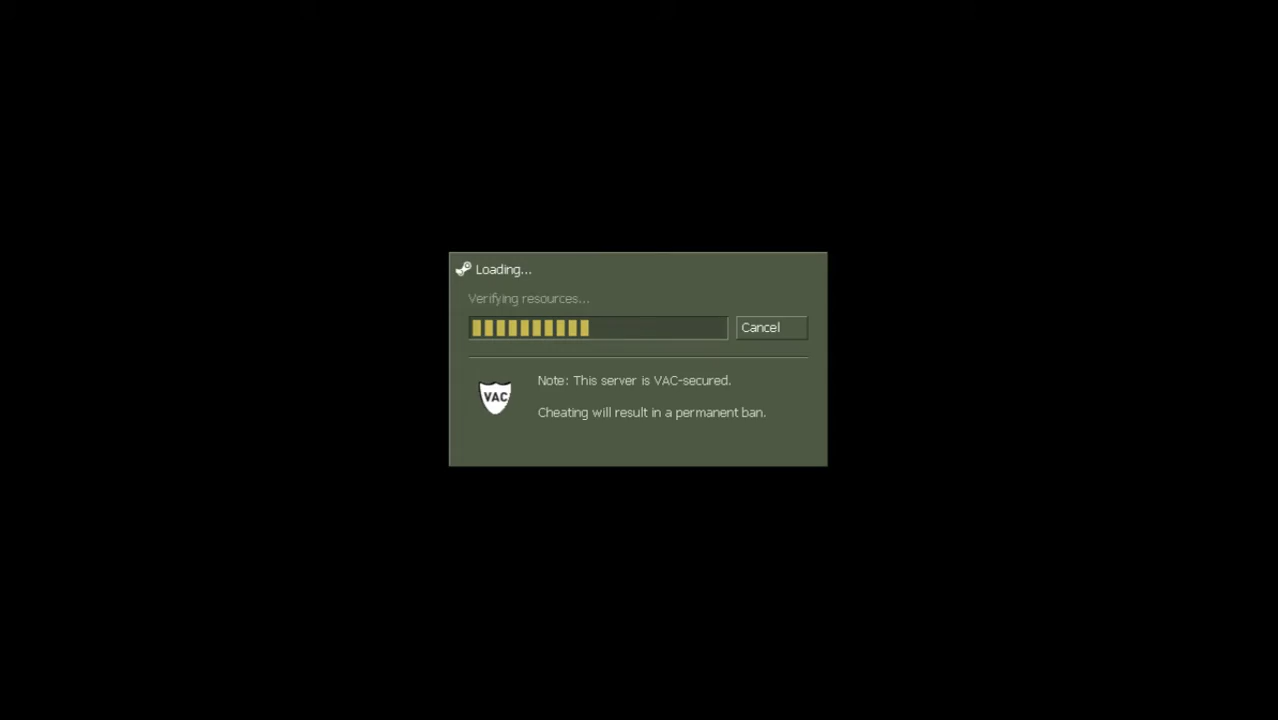 Loading...
Verifying resources...
Cancel
Note: This server is VAC-secured.
VAC
Cheating will result in a permanent ban.